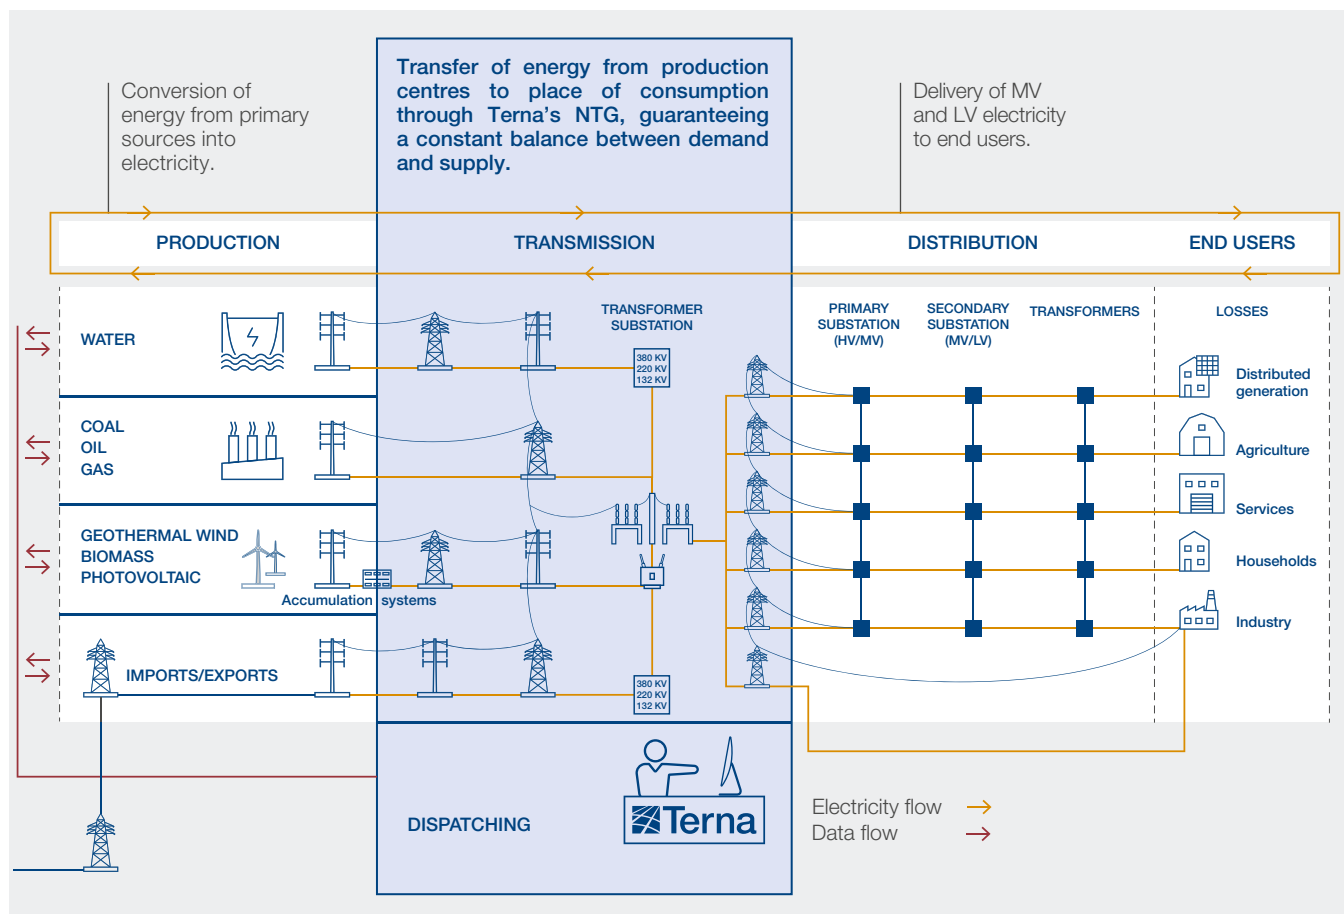 Conversion of
energy from primary
sources into
electricity.
Transfer of energy from production
centres to place of consumption
through Terna's NTG, guaranteeing
a constant balance between demand
and supply.
Delivery of MV
and LV electricity
to end users.
PRODUCTION
TRANSMISSION
DISTRIBUTION
END USERS
WATER
COAL
OIL
GAS
GEOTHERMAL WIND
BIOMASS
PHOTOVOLTAIC
Accumulation systems
IMPORTS/EXPORTS
TRANSFORMER
SUBSTATION
380 KV
220 KV
132 KV
380 KV
220 KV
132 KV
PRIMARY
SUBSTATION
(HV/MV)
SECONDARY
SUBSTATION
(MV/LV)
TRANSFORMERS
LOSSES
Distributed
generation
Agriculture
Services
Households
Industry
DISPATCHING
Terna
Electricity flow
Data flow